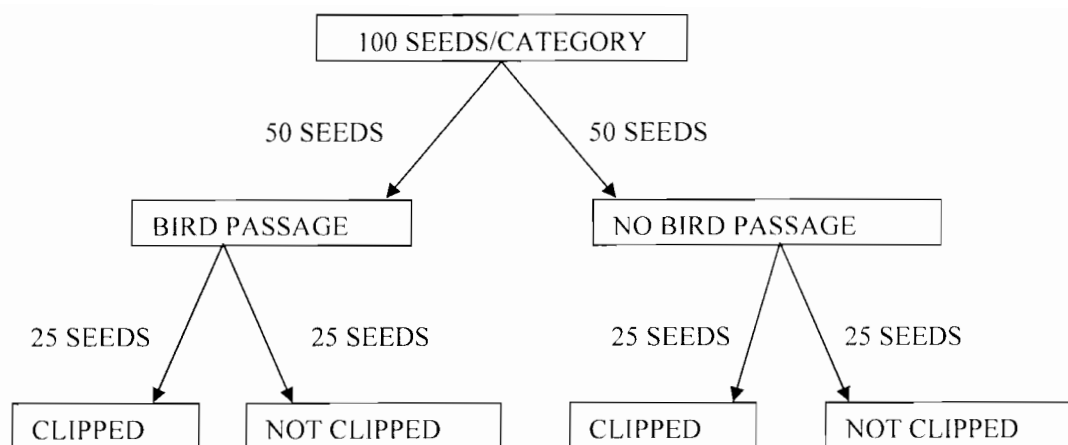 100 SEEDS/CATEGORY
50 SEEDS
50 SEEDS
BIRD PASSAGE
NO BIRD PASSAGE
25 SEEDS
25 SEEDS
25 SEEDS
25 SEEDS
CLIPPED
NOT CLIPPED
CLIPPED
NOT CLIPPED